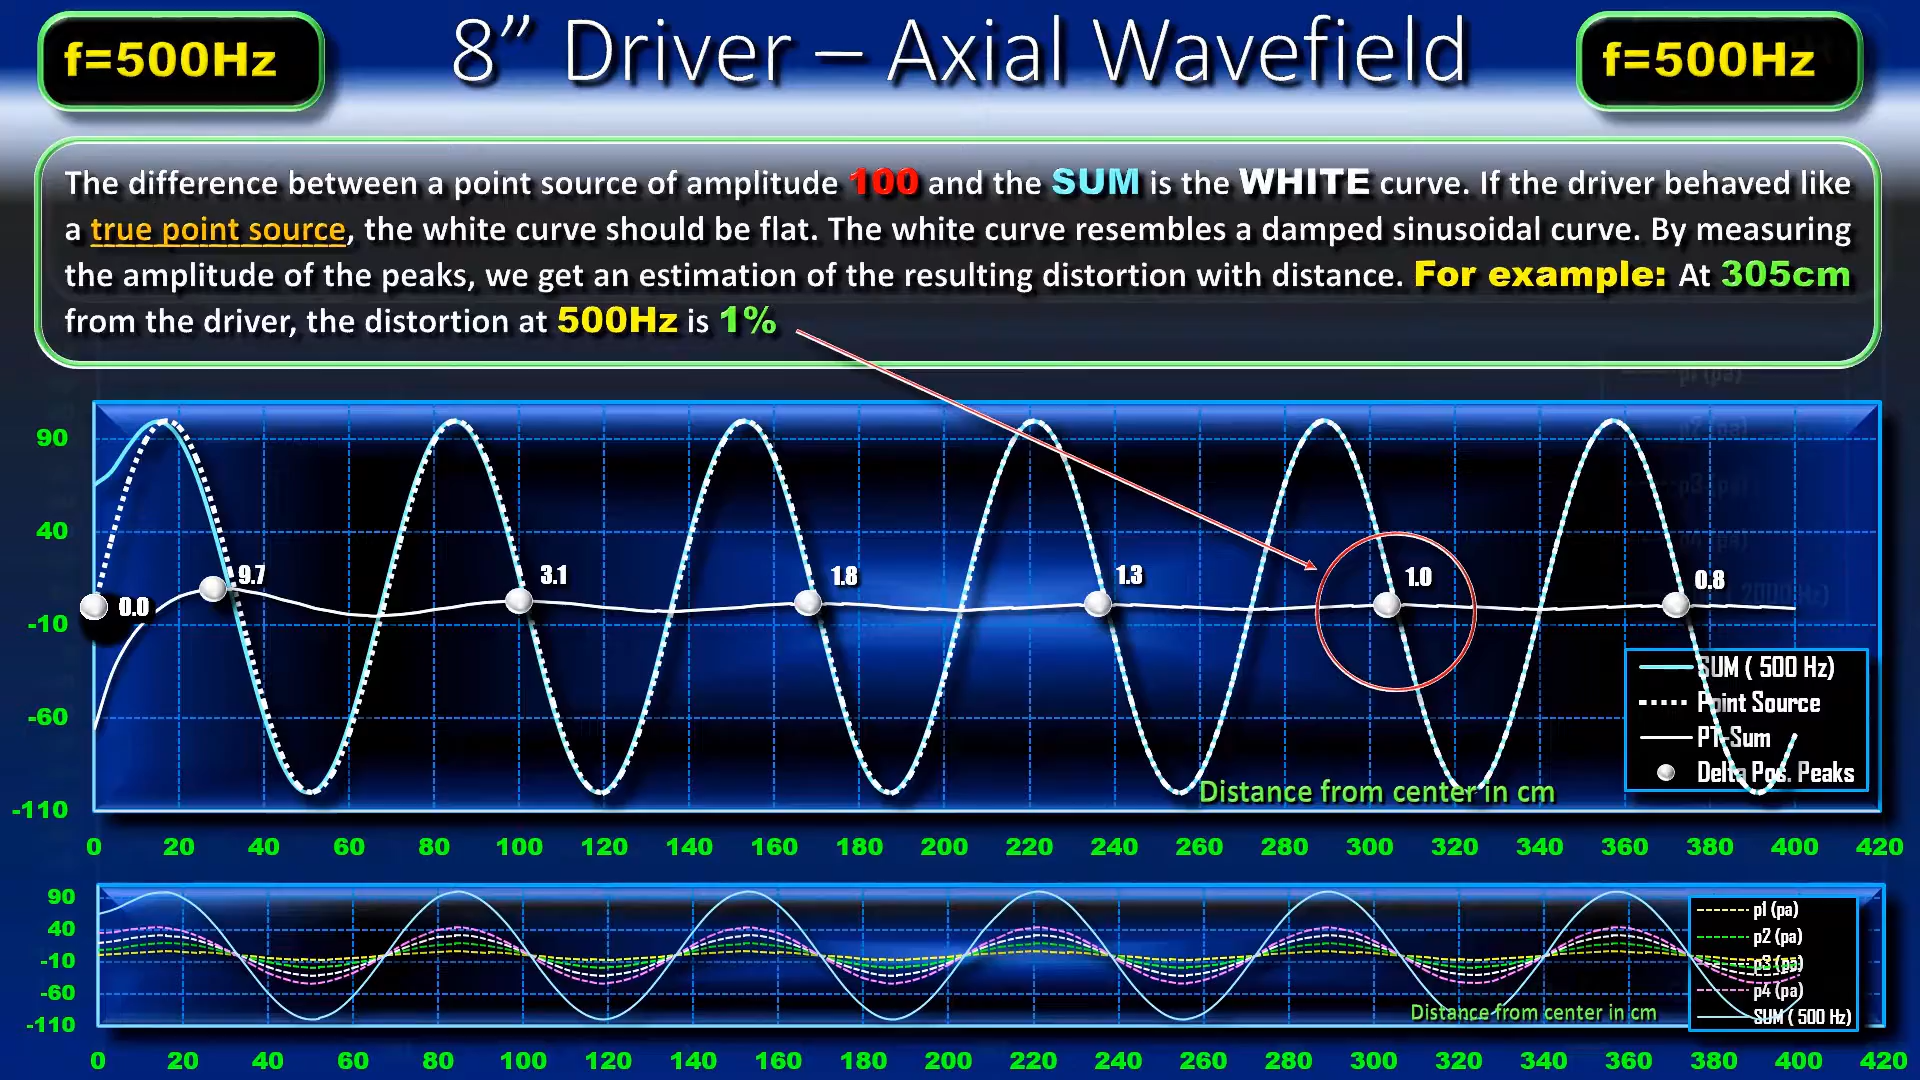 f=500Hz
8” Driver – Axial Wavefield
f=500Hz
The difference between a point source of amplitude 100 and the SUM is the WHITE curve. If the driver behaved like
a true point source, the white curve should be flat. The white curve resembles a damped sinusoidal curve. By measuring
the amplitude of the peaks, we get an estimation of the resulting distortion with distance. For example: At 305cm
from the driver, the distortion at 500Hz is 1%
90
40
-10
-60
-110
0.0
9.7
3.1
1.8
1.3
1.0
0.8
SUM ( 500 Hz)
Point Source
PT-Sum
Delta Pos. Peaks
Distance from center in cm
0 20 40 60 80 100 120 140 160 180 200 220 240 260 280 300 320 340 360 380 400 420
90
40
-10
-60
-110
p1 (pa)
p2 (pa)
p3 (pa)
p4 (pa)
SUM ( 500 Hz)
Distance from center in cm
0 20 40 60 80 100 120 140 160 180 200 220 240 260 280 300 320 340 360 380 400 420